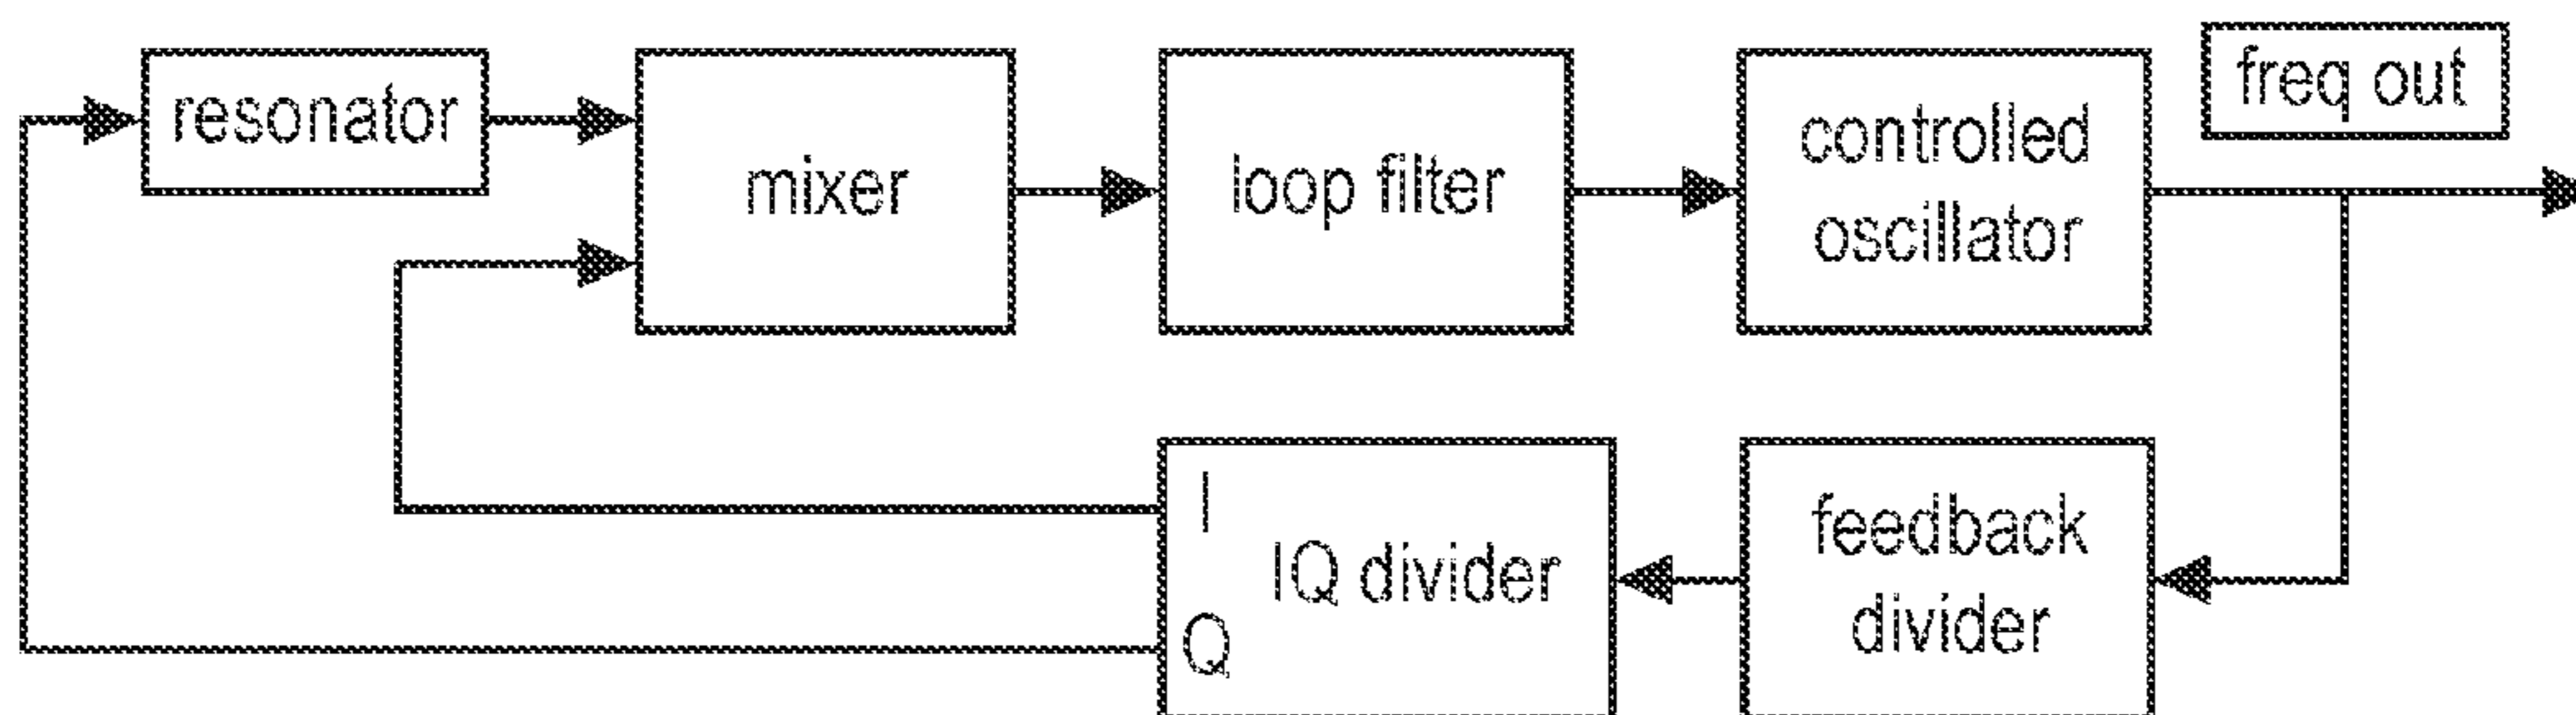 resonator
mixer
loop filter
controlled
oscillator
freq out
I
IQ divider
Q
feedback
divider